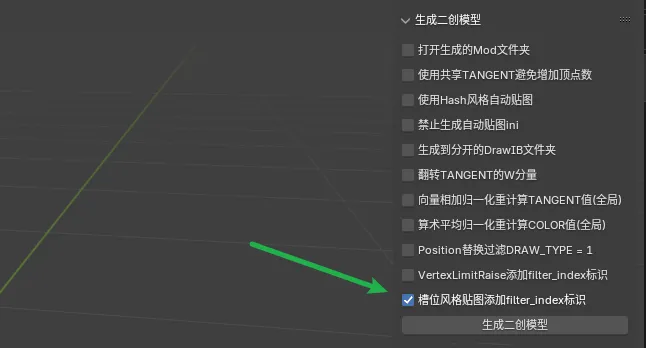 生成二创模型
打开生成的Mod文件夹
使用共享TANGENT避免增加顶点数
使用Hash风格自动贴图
禁止生成自动贴图ini
生成到分开的DrawIB文件夹
翻转TANGENT的W分量
向量相加归一化重计算TANGENT值(全局)
算术平均归一化重计算COLOR值(全局)
Position替换过滤DRAW_TYPE = 1
VertexLimitRaise添加filter_index标识
槽位风格贴图添加filter_index标识
生成二创模型